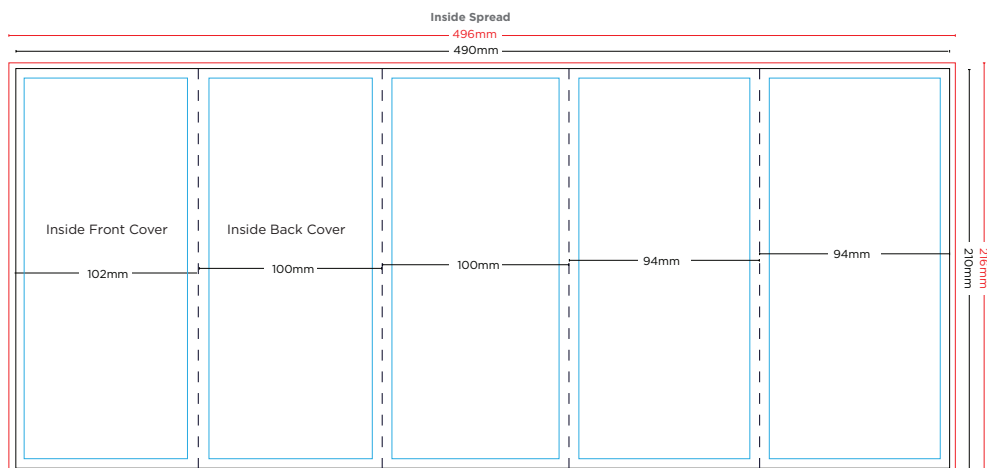 Inside Spread
496mm
490mm
Inside Front Cover
Inside Back Cover
102mm
100mm
100mm
94mm
94mm
210mm
216mm